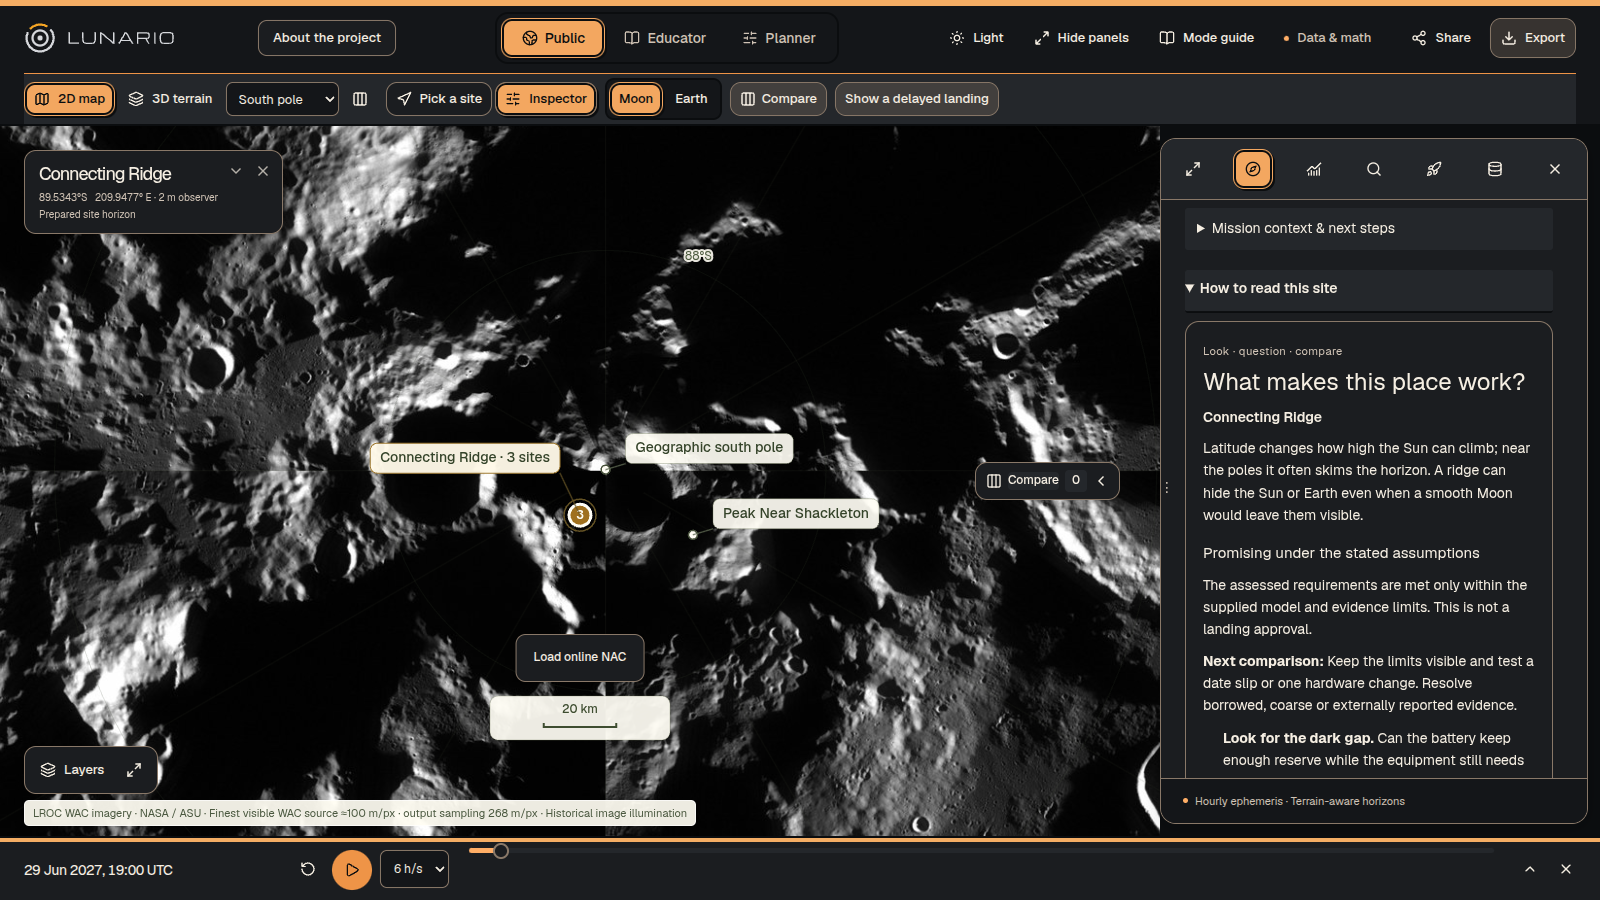 LUNARIO
About the project
Public
Educator
Planner
Light
Hide panels
Mode guide
Data & math
Share
Export
2D map
3D terrain
South pole
Pick a site
Inspector
Moon
Earth
Compare
Show a delayed landing
Connecting Ridge
89.5343°S 209.9477° E · 2 m observer
Prepared site horizon
88°S
Connecting Ridge · 3 sites
Geographic south pole
3
Peak Near Shackleton
Compare 0
Load online NAC
20 km
Layers
LROC WAC imagery · NASA / ASU · Finest visible WAC source ≈100 m/px · output sampling 268 m/px · Historical image illumination
Mission context & next steps
How to read this site
Look · question · compare
What makes this place work?
Connecting Ridge
Latitude changes how high the Sun can climb; near
the poles it often skims the horizon. A ridge can
hide the Sun or Earth even when a smooth Moon
would leave them visible.
Promising under the stated assumptions
The assessed requirements are met only within the
supplied model and evidence limits. This is not a
landing approval.
Next comparison: Keep the limits visible and test a
date slip or one hardware change. Resolve
borrowed, coarse or externally reported evidence.
Look for the dark gap. Can the battery keep
enough reserve while the equipment still needs
Hourly ephemeris · Terrain-aware horizons
29 Jun 2027, 19:00 UTC
6 h/s